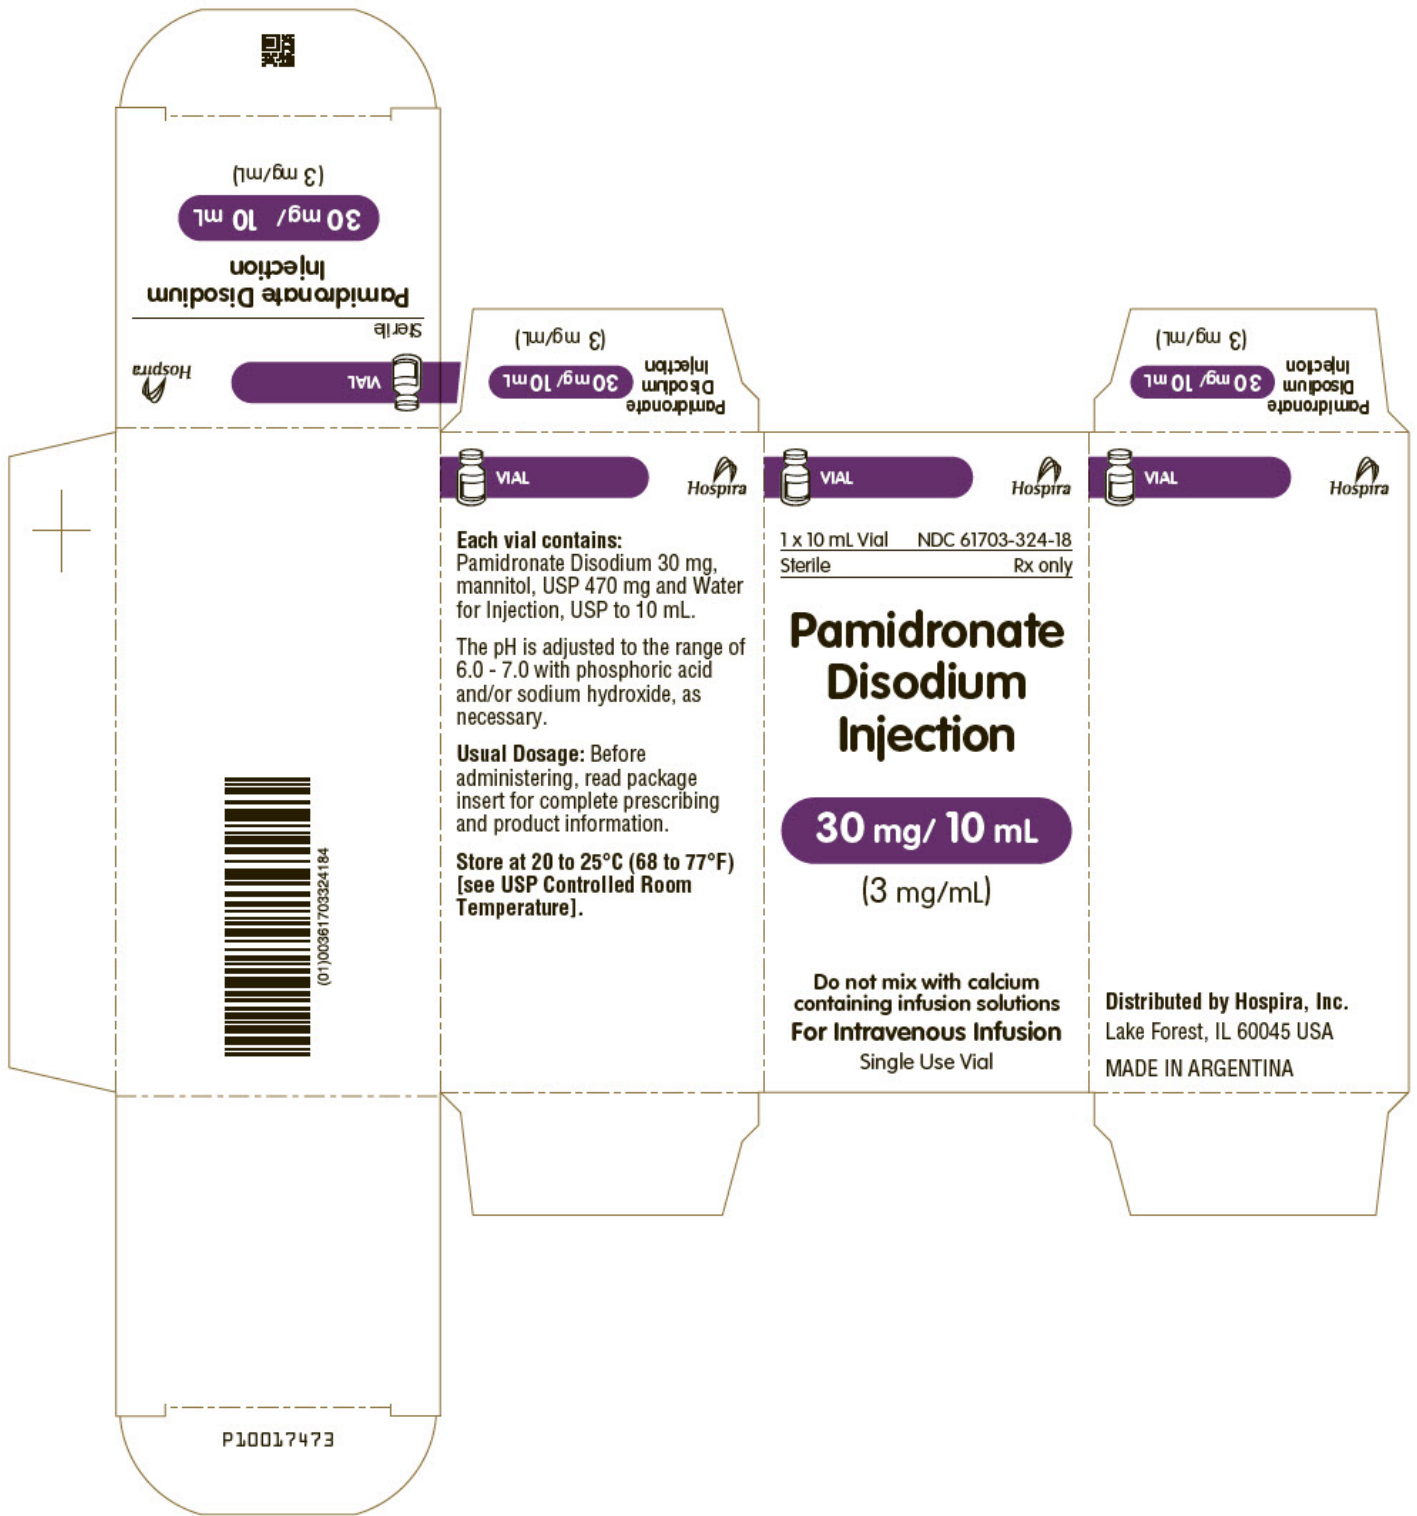 (3 mg/mL)
30 mg/ 10 mL
Pamidronate Disodium
Injection
Sterile
VIAL
Hospira
(3 mg/mL)
30 mg/ 10 mL
Pamidronate
Disodium
Injection
(3 mg/mL)
30 mg/ 10 mL
Pamidronate
Disodium
Injection
(01)00361703324184
VIAL
Hospira
Each vial contains:
Pamidronate Disodium 30 mg,
mannitol, USP 470 mg and Water
for Injection, USP to 10 mL.
The pH is adjusted to the range of
6.0 - 7.0 with phosphoric acid
and/or sodium hydroxide, as
necessary.
Usual Dosage: Before
administering, read package
insert for complete prescribing
and product information.
Store at 20 to 25°C (68 to 77°F)
[see USP Controlled Room
Temperature].
VIAL
Hospira
1 x 10 mL Vial NDC 61703-324-18
Sterile Rx only
Pamidronate
Disodium
Injection
30 mg/ 10 mL
(3 mg/mL)
Do not mix with calcium
containing infusion solutions
For Intravenous Infusion
Single Use Vial
VIAL
Hospira
Distributed by Hospira, Inc.
Lake Forest, IL 60045 USA
MADE IN ARGENTINA
P10017473